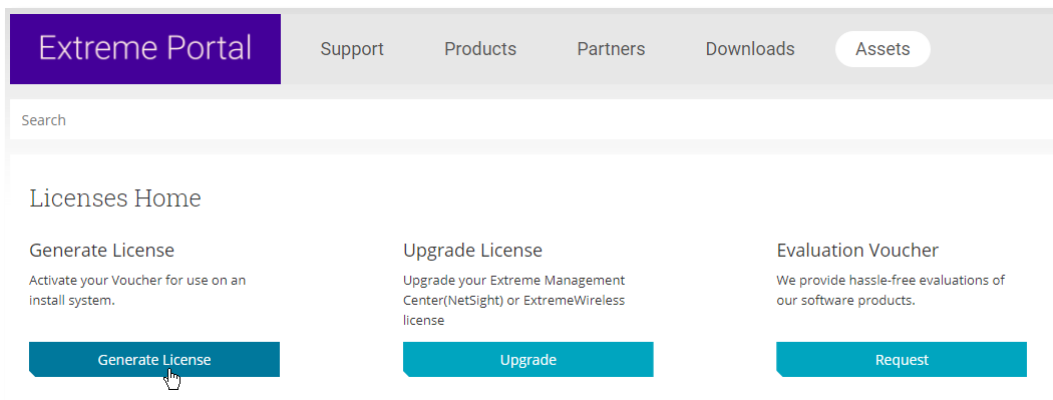 Extreme Portal Support Products Partners Downloads Assets
Search
Licenses Home
Generate License
Activate your Voucher for use on an
install system.
Generate License
Upgrade License
Upgrade your Extreme Management
Center(NetSight) or ExtremeWireless
license
Upgrade
Evaluation Voucher
We provide hassle-free evaluations of
our software products.
Request